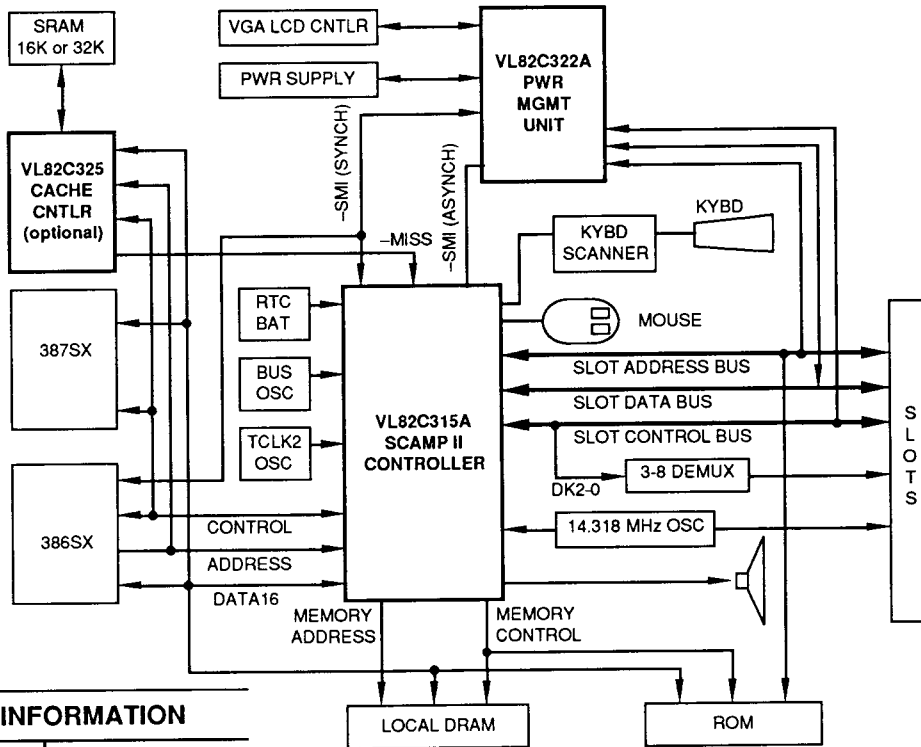 SRAM
16K or 32K
VGA LCD CNTLR
PWR SUPPLY
VL82C322A
PWR
MGMT
UNIT
VL82C325
CACHE
CNTLR
(optional)
–SMI (SYNCH)
–SMI (ASYNCH)
–MISS
KYBD
SCANNER
KYBD
MOUSE
387SX
RTC
BAT
BUS
OSC
TCLK2
OSC
VL82C315A
SCAMP II
CONTROLLER
SLOT ADDRESS BUS
SLOT DATA BUS
SLOT CONTROL BUS
SLOTS
DK2-0
3-8 DEMUX
14.318 MHz OSC
386SX
CONTROL
ADDRESS
DATA16
MEMORY
ADDRESS
MEMORY
CONTROL
LOCAL DRAM
ROM
INFORMATION